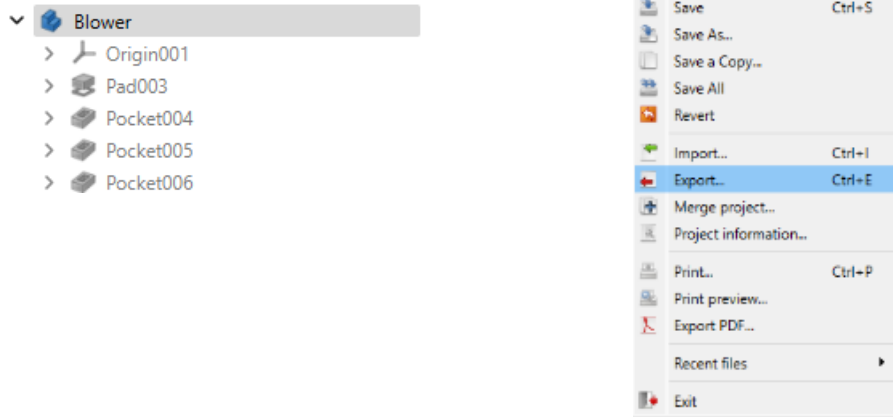 Blower
Origin001
Pad003
Pocket004
Pocket005
Pocket006
Save Ctrl+S
Save As...
Save a Copy...
Save All
Revert
Import... Ctrl+I
Export... Ctrl+E
Merge project...
Project information...
Print... Ctrl+P
Print preview...
Export PDF...
Recent files
Exit